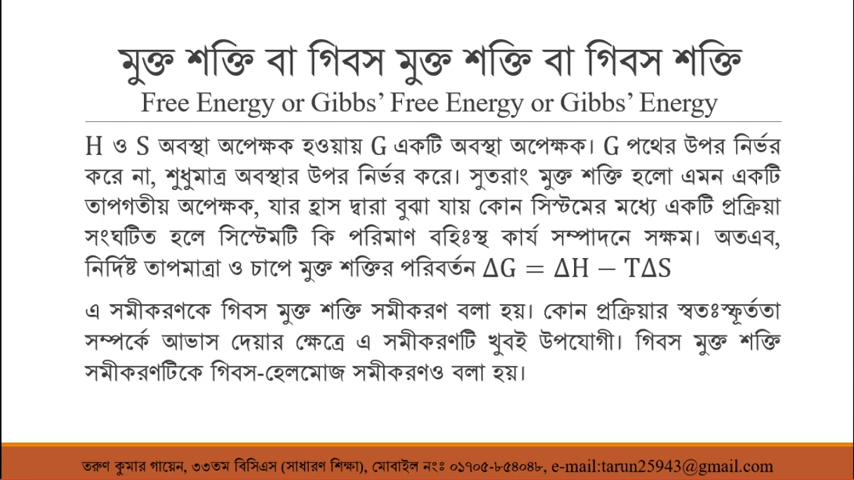 মুক্ত শক্তি বা গিবস মুক্ত শক্তি বা গিবস শক্তি
Free Energy or Gibbs’ Free Energy or Gibbs’ Energy
H ও S অবস্থা অপেক্ষক হওয়ায় G একটি অবস্থা অপেক্ষক। G পথের উপর নির্ভর
করে না, শুধুমাত্র অবস্থার উপর নির্ভর করে। সুতরাং মুক্ত শক্তি হলো এমন একটি
তাপগতীয় অপেক্ষক, যার হ্রাস দ্বারা বুঝা যায় কোন সিস্টমের মধ্যে একটি প্রক্রিয়া
সংঘটিত হলে সিস্টেমটি কি পরিমাণ বহিঃস্থ কার্য সম্পাদনে সক্ষম। অতএব,
নির্দিষ্ট তাপমাত্রা ও চাপে মুক্ত শক্তির পরিবর্তন ΔG = ΔH − TΔS
এ সমীকরণকে গিবস মুক্ত শক্তি সমীকরণ বলা হয়। কোন প্রক্রিয়ার স্বতঃস্ফূর্ততা
সম্পর্কে আভাস দেয়ার ক্ষেত্রে এ সমীকরণটি খুবই উপযোগী। গিবস মুক্ত শক্তি
সমীকরণটিকে গিবস-হেলমোজ সমীকরণও বলা হয়।
তরুণ কুমার গায়েন, ৩৩তম বিসিএস (সাধারণ শিক্ষা), মোবাইল নংঃ ০১৭০৫-৮৫৪০৪৮, e-mail:tarun25943@gmail.com